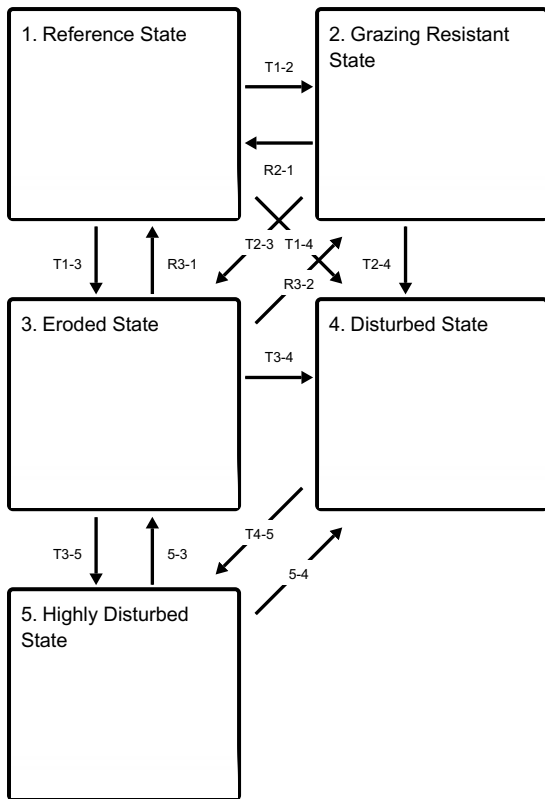 1. Reference State
2. Grazing Resistant
State
T1-2
R2-1
T1-3
R3-1
T2-3
T1-4
R3-2
T2-4
3. Eroded State
4. Disturbed State
T3-4
T3-5
5-3
T4-5
5-4
5. Highly Disturbed
State